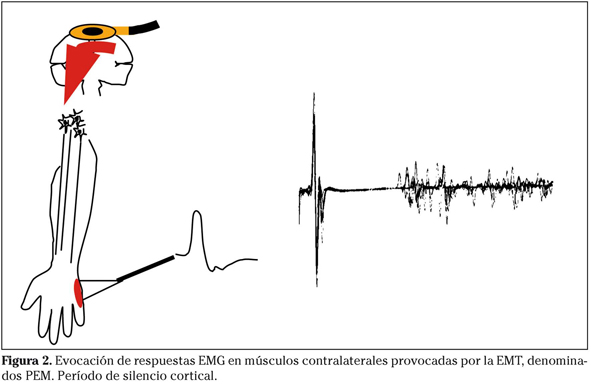 Figura 2. Evocación de respuestas EMG en músculos contralaterales provocadas por la EMT, denomina-
dos PEM. Período de silencio cortical.